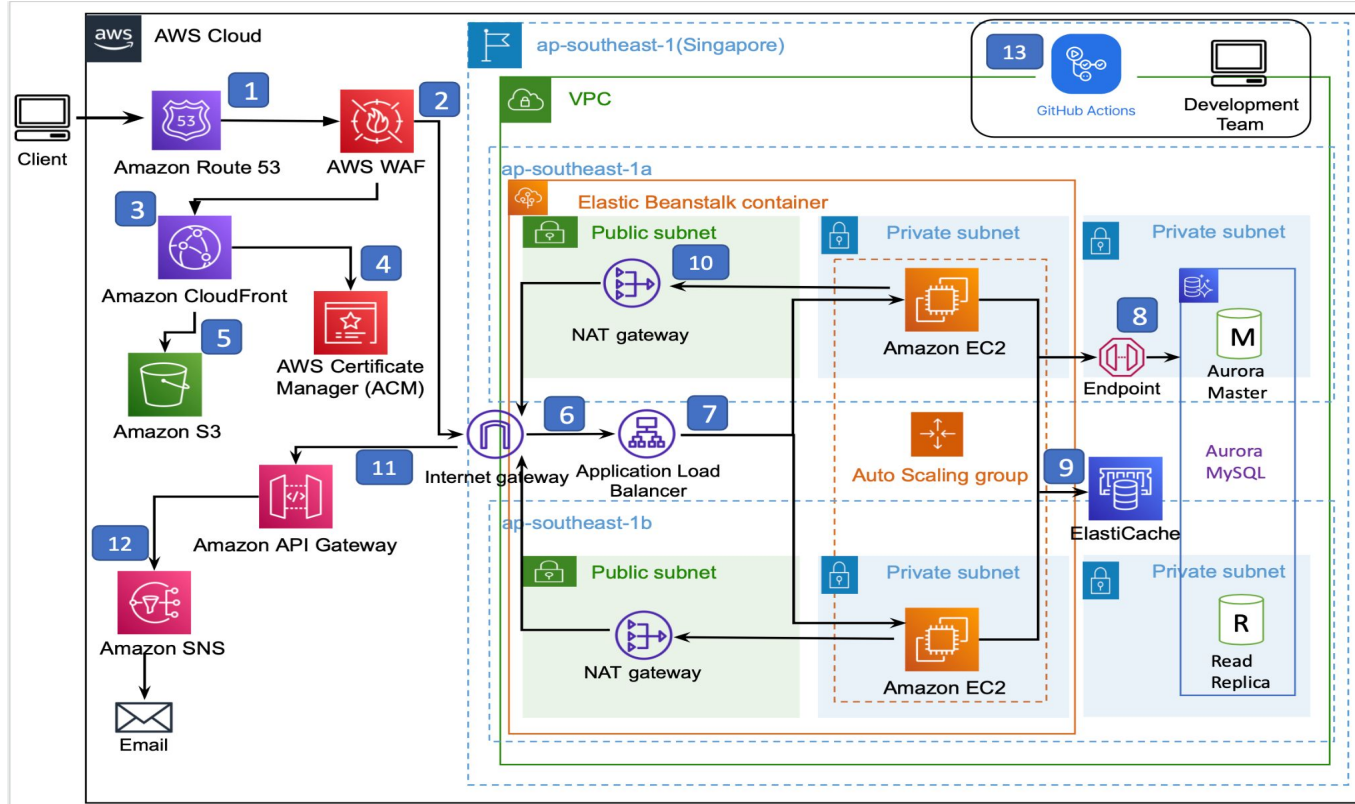 aws
AWS Cloud
ap-southeast-1(Singapore)
13
GitHub Actions
Development
Team
VPC
Client
1
53
Amazon Route 53
2
AWS WAF
3
Amazon CloudFront
4
AWS Certificate
Manager (ACM)
5
Amazon S3
ap-southeast-1a
Elastic Beanstalk container
Public subnet
10
NAT gateway
Private subnet
Amazon EC2
Private subnet
8
Endpoint
M
Aurora
Master
Internet gateway
6
Application Load
Balancer
7
Auto Scaling group
9
ElastiCache
Aurora
MySQL
11
Amazon API Gateway
12
Amazon SNS
Email
ap-southeast-1b
Public subnet
NAT gateway
Private subnet
Amazon EC2
Private subnet
R
Read
Replica